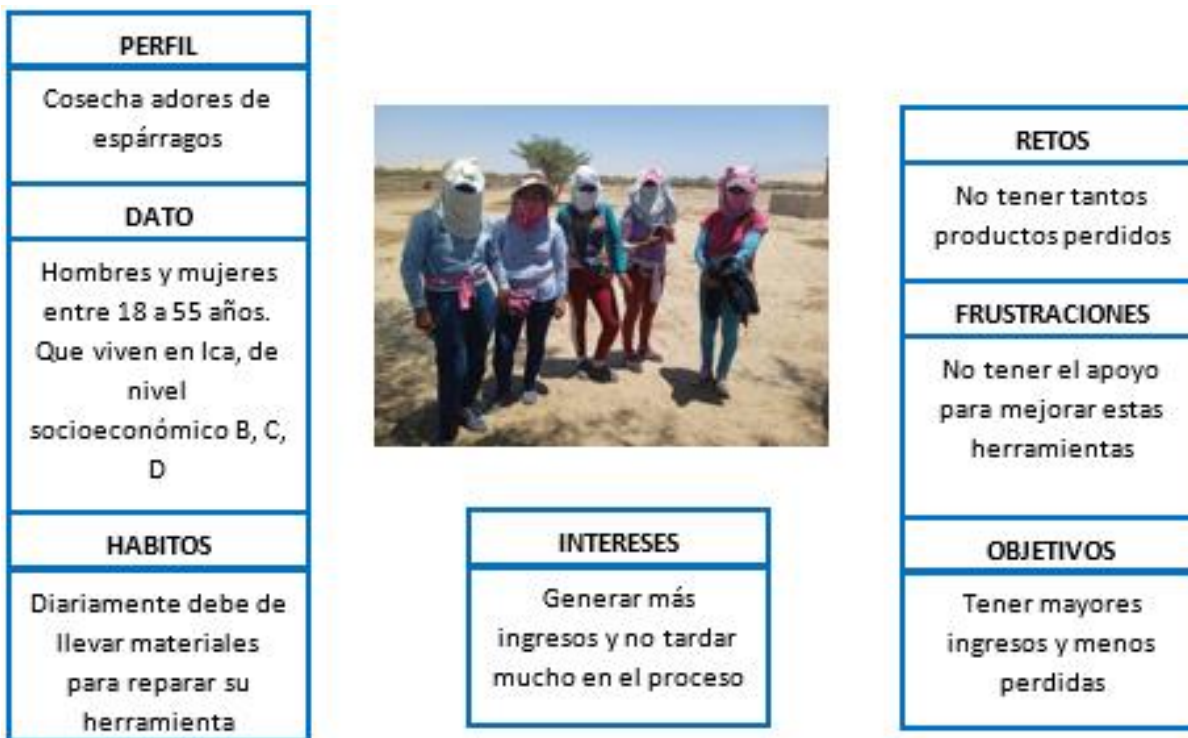 PERFIL
Cosecha adores de
espárragos
DATO
Hombres y mujeres
entre 18 a 55 años.
Que viven en Ica, de
nivel
socioeconómico B, C,
D
HABITOS
Diariamente debe de
llevar materiales
para reparar su
herramienta
INTERESES
Generar más
ingresos y no tardar
mucho en el proceso
RETOS
No tener tantos
productos perdidos
FRUSTRACIONES
No tener el apoyo
para mejorar estas
herramientas
OBJETIVOS
Tener mayores
ingresos y menos
perdidas